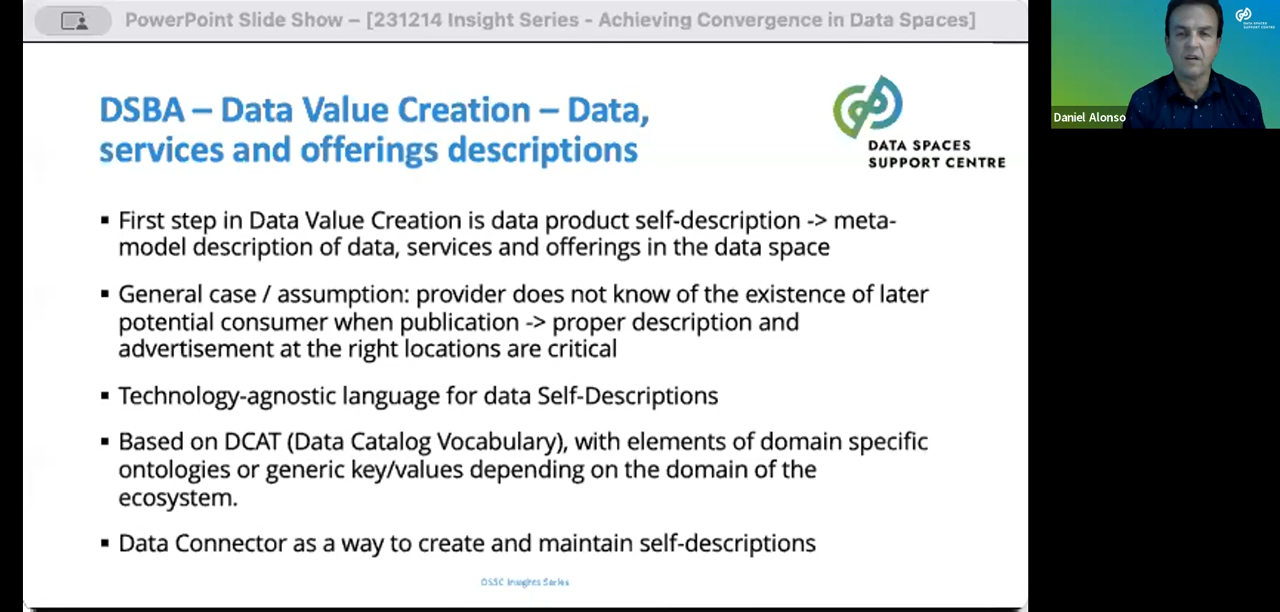 PowerPoint Slide Show – [231214 Insight Series - Achieving Convergence in Data Spaces]
DSBA – Data Value Creation – Data,
services and offerings descriptions
DATA SPACES
SUPPORT CENTRE
▪ First step in Data Value Creation is data product self-description -> meta-
model description of data, services and offerings in the data space
▪ General case / assumption: provider does not know of the existence of later
potential consumer when publication -> proper description and
advertisement at the right locations are critical
▪ Technology-agnostic language for data Self-Descriptions
▪ Based on DCAT (Data Catalog Vocabulary), with elements of domain specific
ontologies or generic key/values depending on the domain of the
ecosystem.
▪ Data Connector as a way to create and maintain self-descriptions
DSSC Insights Series
DATA SPACES
SUPPORT CENTRE
Daniel Alonso